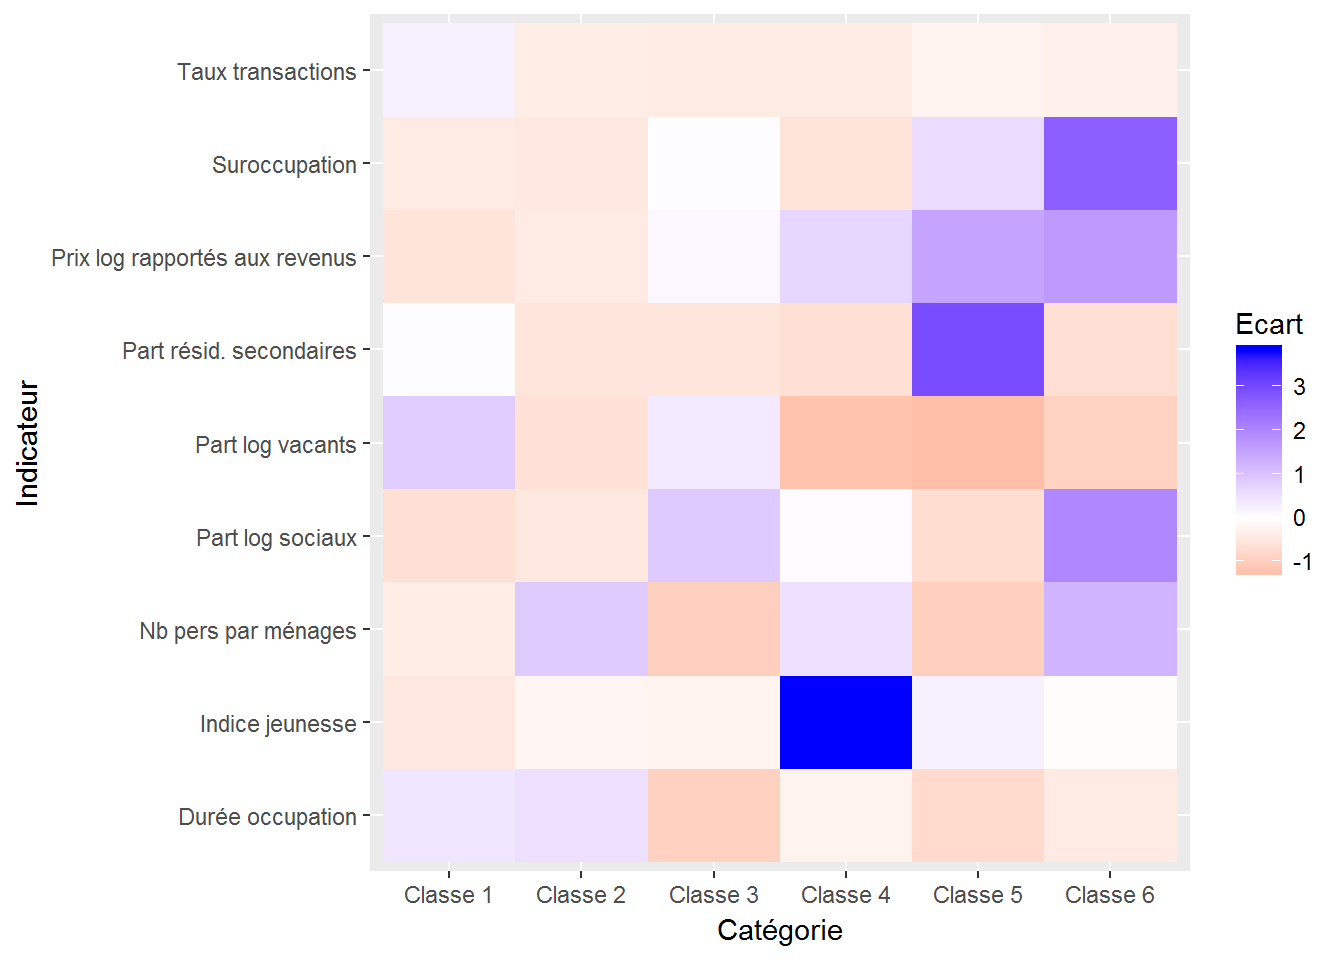 Taux transactions
Suroccupation
Prix log rapportés aux revenus
Part résid. secondaires
Part log vacants
Part log sociaux
Nb pers par ménages
Indice jeunesse
Durée occupation
Indicateur
Classe 1
Classe 2
Classe 3
Classe 4
Classe 5
Classe 6
Catégorie
Ecart
3
2
1
0
-1